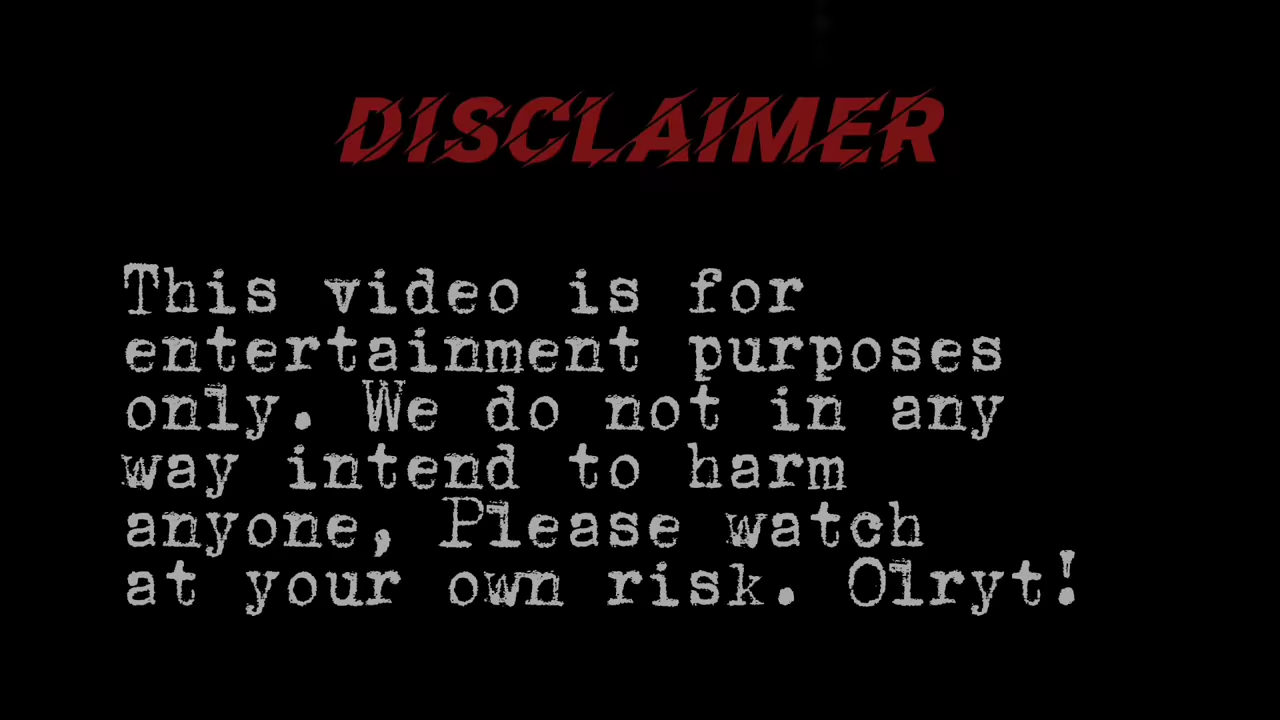 DISCLAIMER
This video is for
entertainment purposes
only. We do not in any
way intend to harm
anyone, Please watch
at your own risk. Olryt!